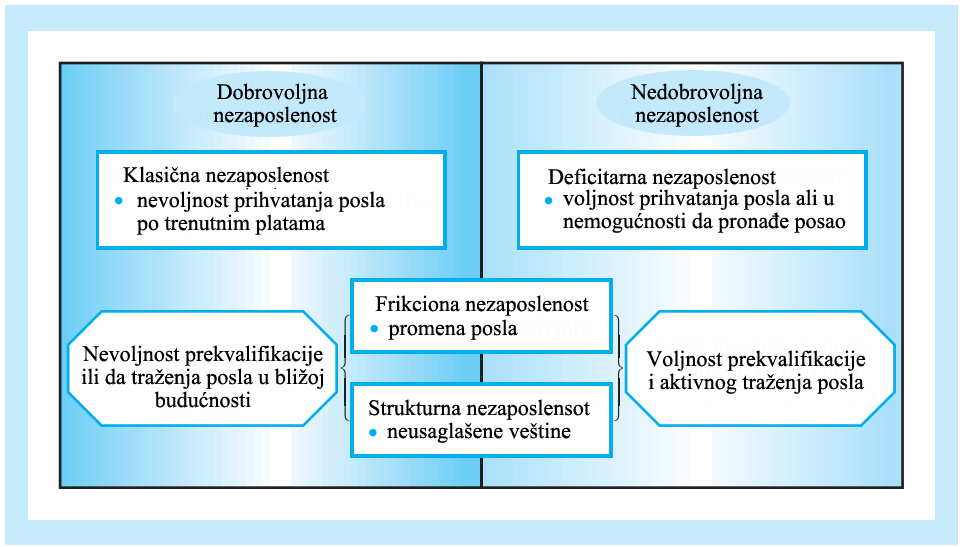 Dobrovoljna
nezaposlenost
Nedobrovoljna
nezaposlenost
Klasična nezaposlenost
• nevoljnost prihvatanja posla
po trenutnim platama
Deficitarna nezaposlenost
• voljnost prihvatanja posla ali u
nemogućnosti da pronađe posao
Frikciona nezaposlenost
• promena posla
Nevoljnost prekvalifikacije
ili da traženja posla u bližoj
budućnosti
Voljnost prekvalifikacije
i aktivnog traženja posla
Strukturna nezaposlensot
• neusaglašene veštine